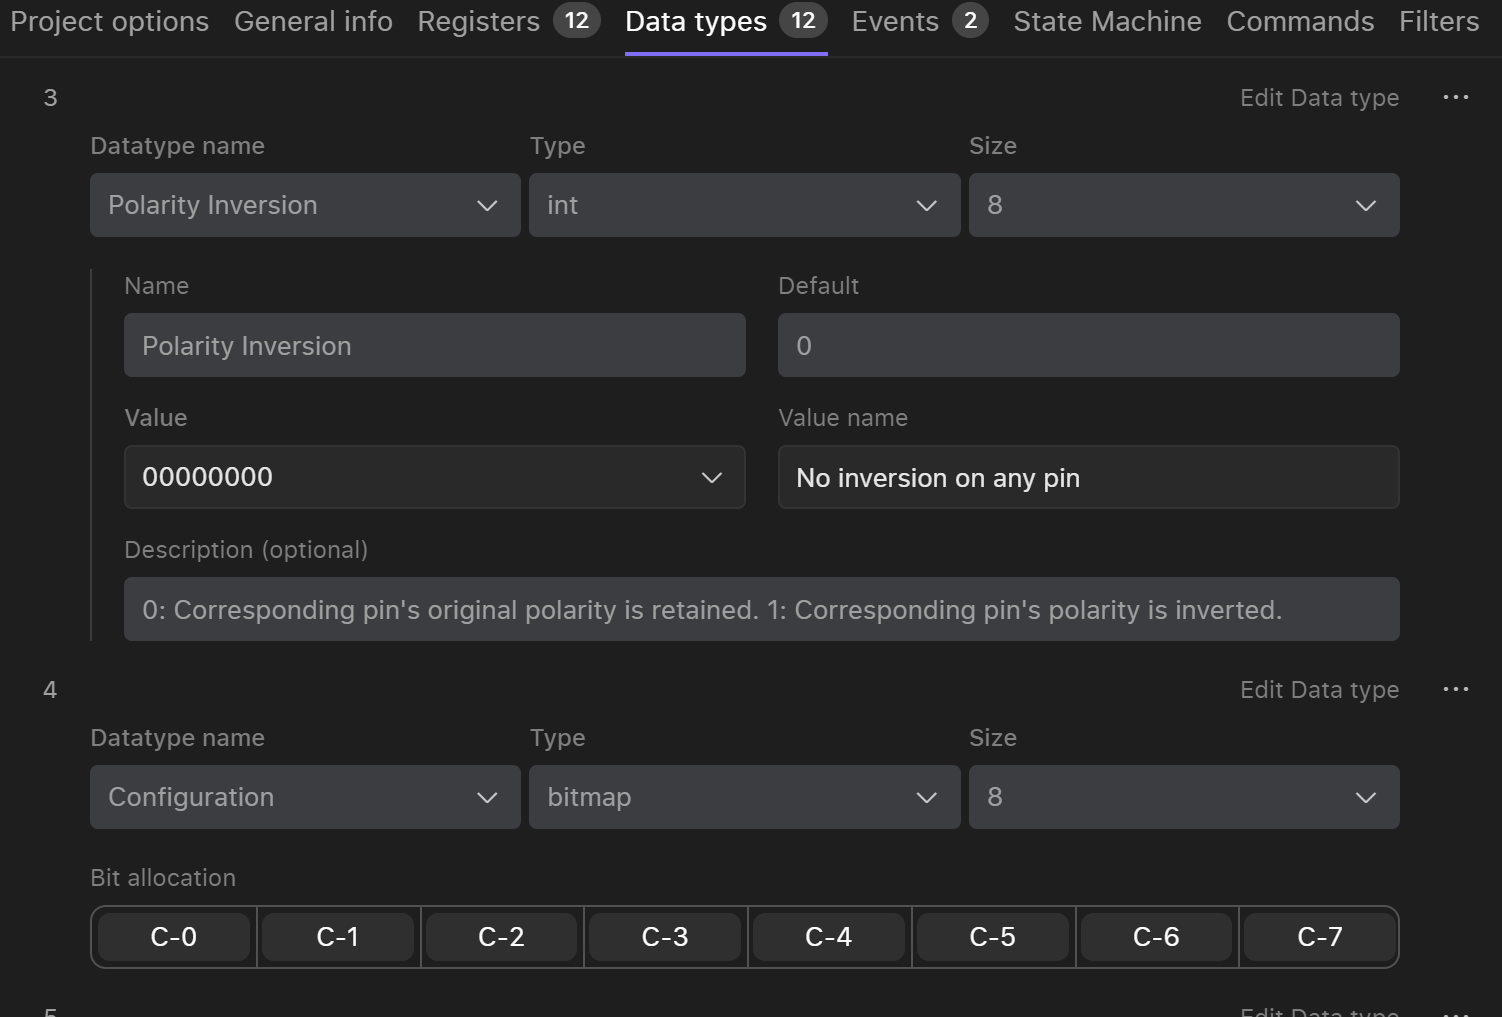 Project options General info Registers 12 Data types 12 Events 2 State Machine Commands Filters
3 Edit Data type ...
Datatype name Type Size
Polarity Inversion int 8
Name Default
Polarity Inversion 0
Value Value name
00000000 No inversion on any pin
Description (optional)
0: Corresponding pin's original polarity is retained. 1: Corresponding pin's polarity is inverted.
4 Edit Data type ...
Datatype name Type Size
Configuration bitmap 8
Bit allocation
C-0 C-1 C-2 C-3 C-4 C-5 C-6 C-7
5 Edit Data type ...